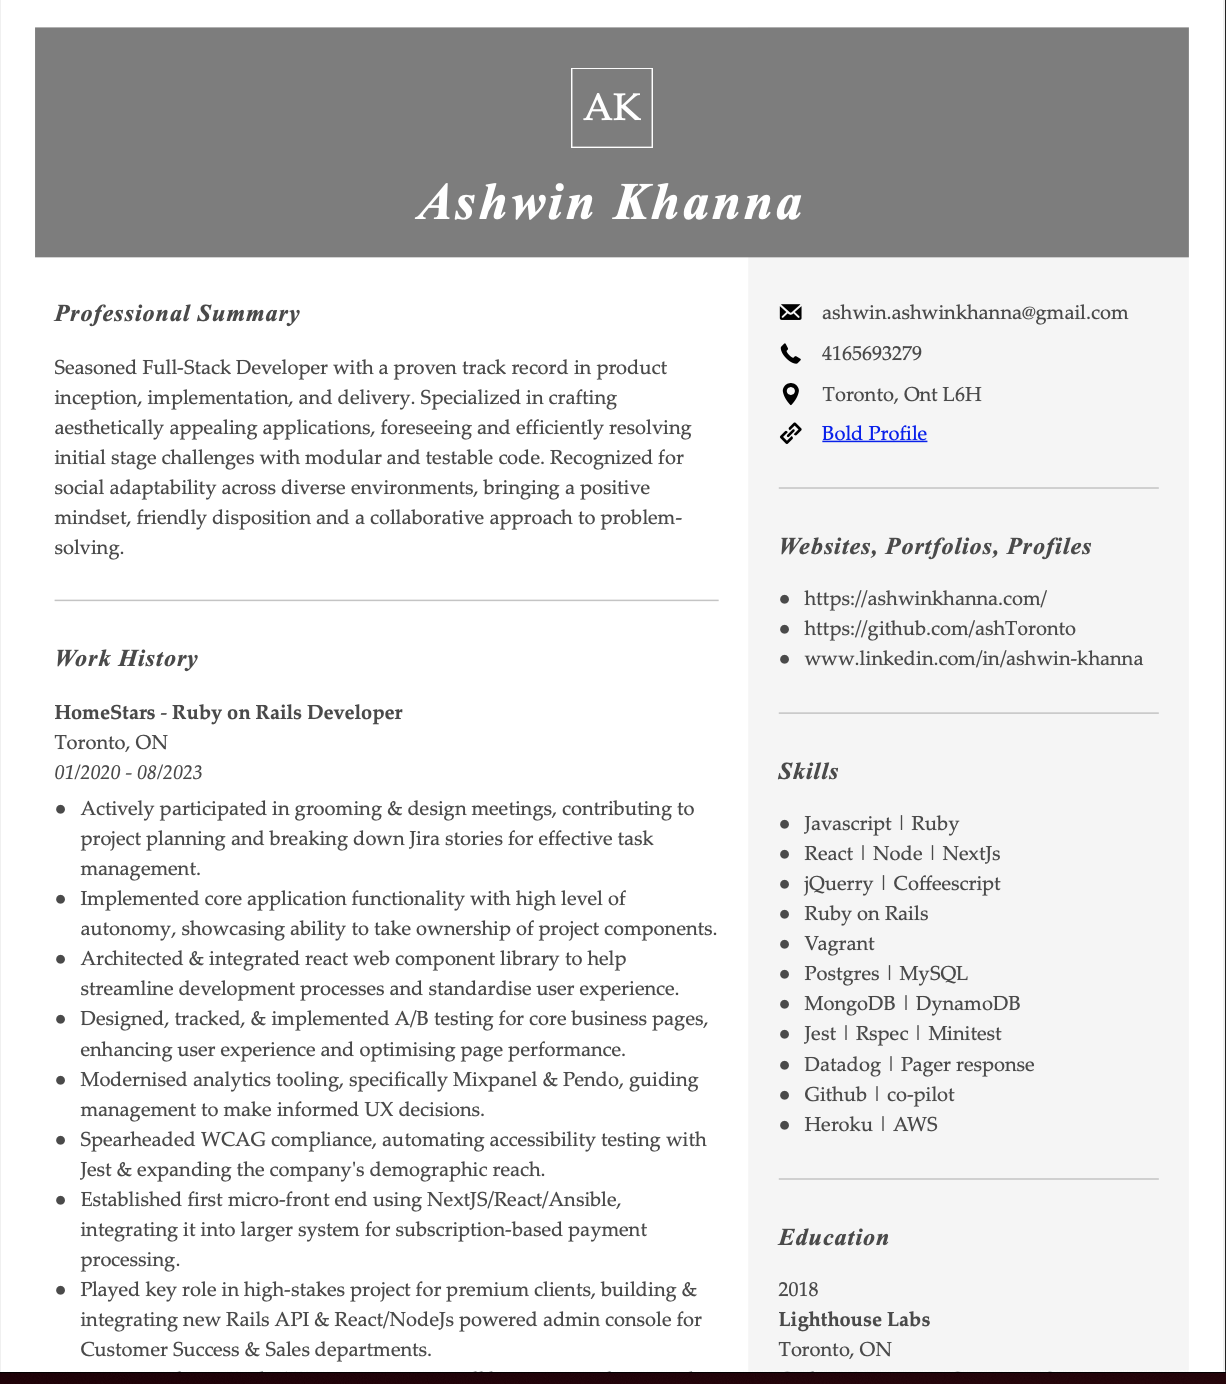 AK
Ashwin Khanna
Professional Summary
Seasoned Full-Stack Developer with a proven track record in product
inception, implementation, and delivery. Specialized in crafting
aesthetically appealing applications, foreseeing and efficiently resolving
initial stage challenges with modular and testable code. Recognized for
social adaptability across diverse environments, bringing a positive
mindset, friendly disposition and a collaborative approach to problem-
solving.
Work History
HomeStars - Ruby on Rails Developer
Toronto, ON
01/2020 - 08/2023
● Actively participated in grooming & design meetings, contributing to
project planning and breaking down Jira stories for effective task
management.
● Implemented core application functionality with high level of
autonomy, showcasing ability to take ownership of project components.
● Architected & integrated react web component library to help
streamline development processes and standardise user experience.
● Designed, tracked, & implemented A/B testing for core business pages,
enhancing user experience and optimising page performance.
● Modernised analytics tooling, specifically Mixpanel & Pendo, guiding
management to make informed UX decisions.
● Spearheaded WCAG compliance, automating accessibility testing with
Jest & expanding the company's demographic reach.
● Established first micro-front end using NextJS/React/Ansible,
integrating it into larger system for subscription-based payment
processing.
● Played key role in high-stakes project for premium clients, building &
integrating new Rails API & React/NodeJs powered admin console for
Customer Success & Sales departments.
ashwin.ashwinkhanna@gmail.com
4165693279
Toronto, Ont L6H
Bold Profile
Websites, Portfolios, Profiles
● https://ashwinkhanna.com/
● https://github.com/ashToronto
● www.linkedin.com/in/ashwin-khanna
Skills
● Javascript | Ruby
● React | Node | NextJs
● jQuerry | Coffeescript
● Ruby on Rails
● Vagrant
● Postgres | MySQL
● MongoDB | DynamoDB
● Jest | Rspec | Minitest
● Datadog | Pager response
● Github | co-pilot
● Heroku | AWS
Education
2018
Lighthouse Labs
Toronto, ON